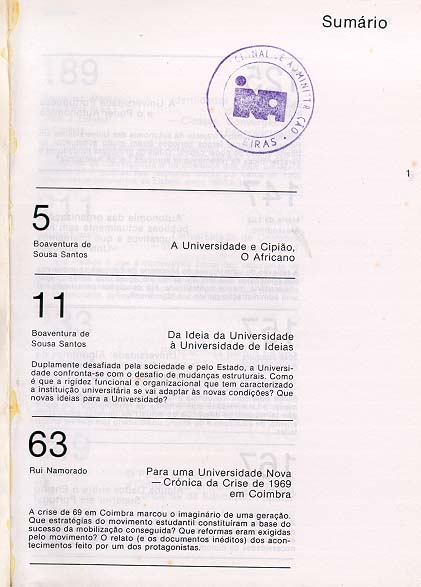 Sumário
CIONAL DE ADMINISTRAÇÃO
EIRAS
1
5
Boaventura de
Sousa Santos
A Universidade e Cipião,
O Africano
11
Boaventura de
Sousa Santos
Da Ideia da Universidade
à Universidade de Ideias
Duplamente desafiada pela sociedade e pelo Estado, a Universi-
dade confronta-se com o desafio de mudanças estruturais. Como
é que a rigidez funcional e organizacional que tem caracterizado
a instituição universitária se vai adaptar às novas condições? Que
novas ideias para a Universidade?
63
Rui Namorado
Para uma Universidade Nova
—Crónica da Crise de 1969
em Coimbra
A crise de 69 em Coimbra marcou o imaginário de uma geração.
Que estratégias do movimento estudantil constituíram a base do
sucesso da mobilização conseguida? Que reformas eram exigidas
pelo movimento? O relato (e os documentos inéditos) dos acon-
tecimentos feito por um dos protagonistas.